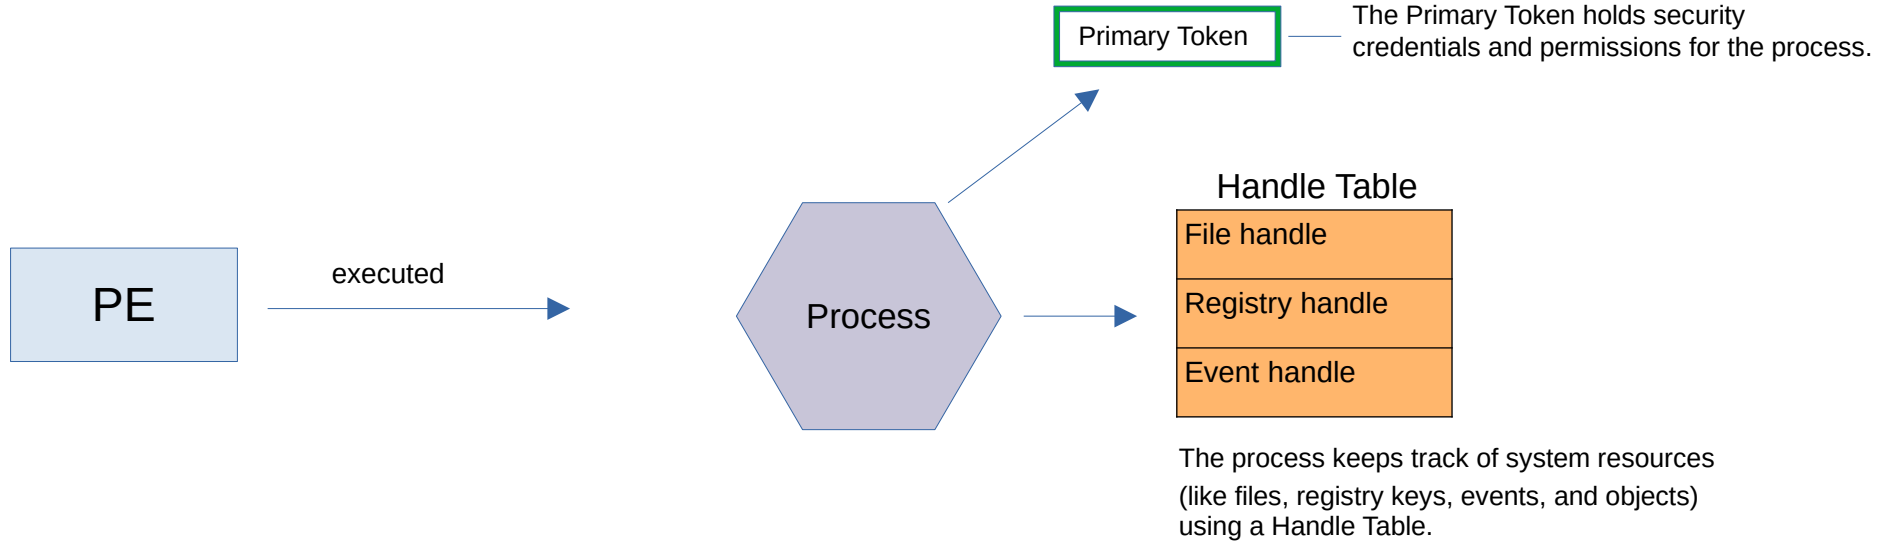 Primary Token
The Primary Token holds security
credentials and permissions for the process.
PE
executed
Process
Handle Table
File handle
Registry handle
Event handle
The process keeps track of system resources
(like files, registry keys, events, and objects)
using a Handle Table.